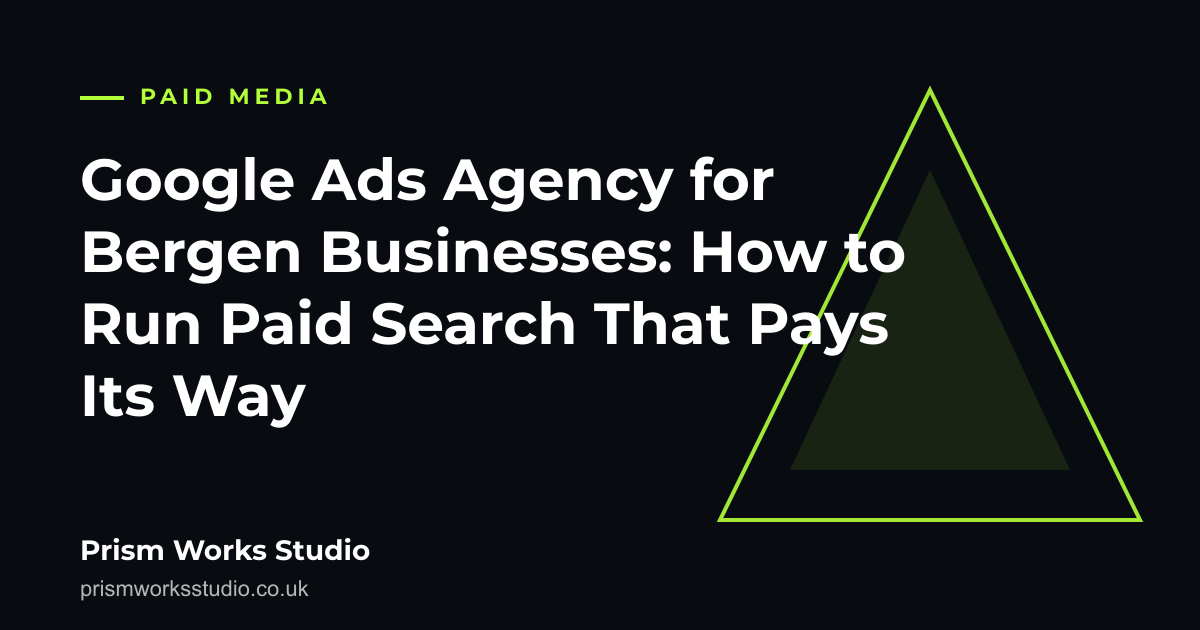 PAID MEDIA
Google Ads Agency for
Bergen Businesses: How to
Run Paid Search That Pays
Its Way
Prism Works Studio
prismworksstudio.co.uk